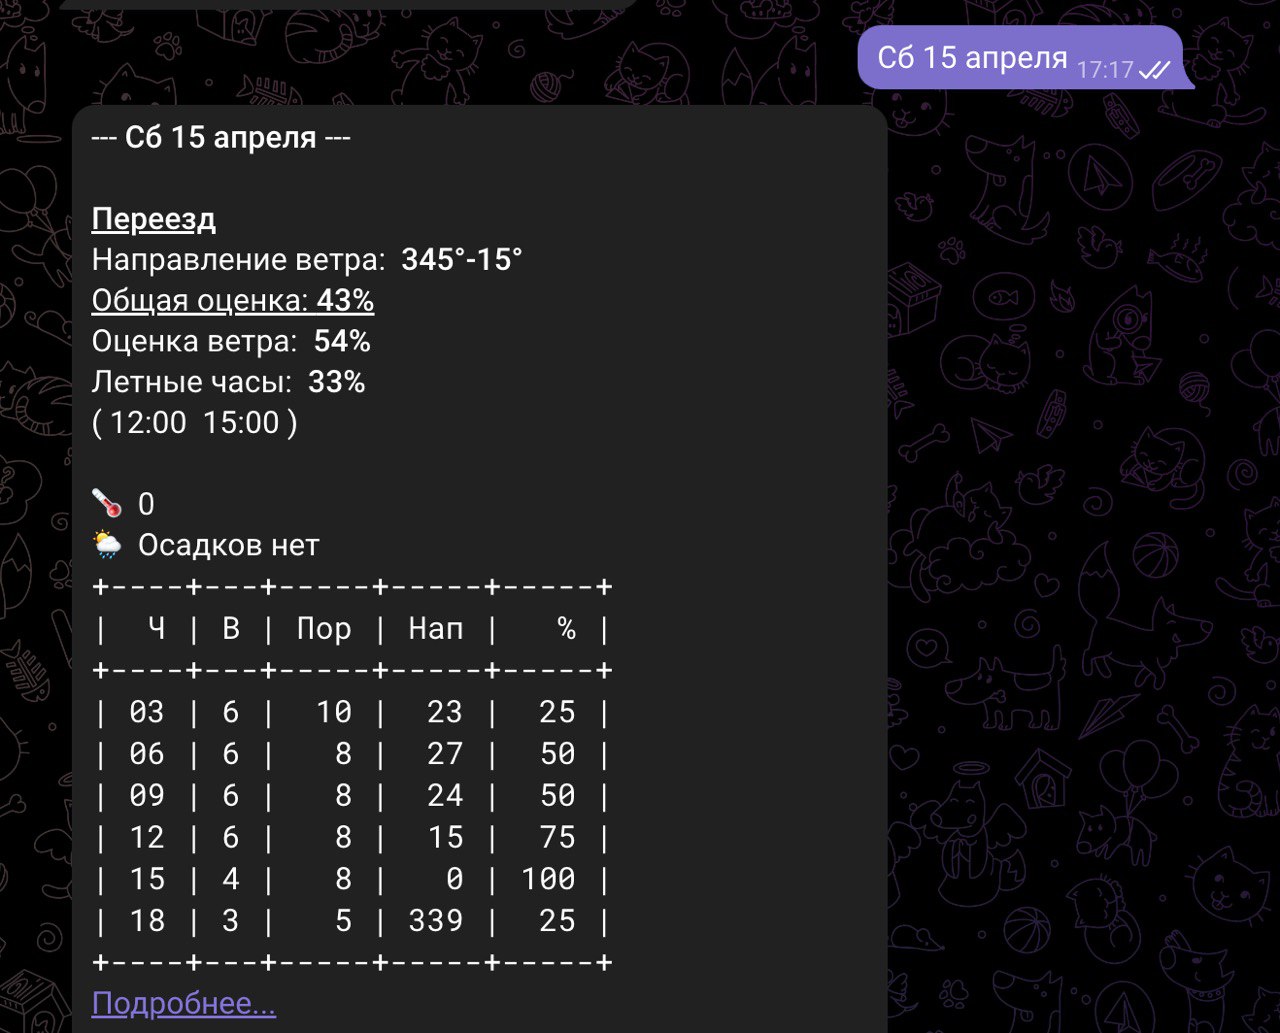 Сб 15 апреля 17:17
--- Сб 15 апреля ---
Переезд
Направление ветра: 345°-15°
Общая оценка: 43%
Оценка ветра: 54%
Летные часы: 33%
( 12:00 15:00 )
🌡 0
🌦 Осадков нет
+----+---+-----+-----+-----+
|  Ч | В | Пор | Нап |   % |
+----+---+-----+-----+-----+
| 03 | 6 |  10 |  23 |  25 |
| 06 | 6 |   8 |  27 |  50 |
| 09 | 6 |   8 |  24 |  50 |
| 12 | 6 |   8 |  15 |  75 |
| 15 | 4 |   8 |   0 | 100 |
| 18 | 3 |   5 | 339 |  25 |
+----+---+-----+-----+-----+
Подробнее...